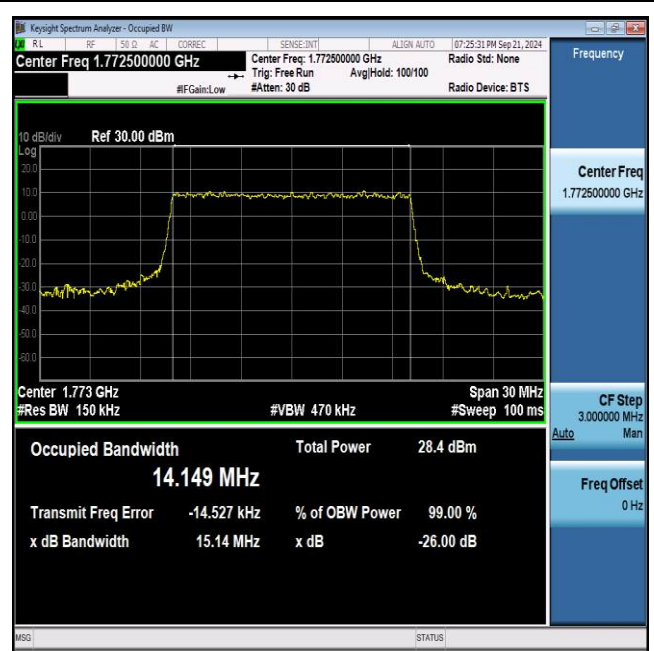 Keysight Spectrum Analyzer - Occupied BW
RL RF 50 Ω AC CORREC SENSE:INT ALIGN AUTO 07:25:31 PM Sep 21, 2024
Center Freq 1.772500000 GHz
Center Freq: 1.772500000 GHz
Radio Std: None
Trig: Free Run Avg|Hold: 100/100
#IFGain:Low
#Atten: 30 dB
Radio Device: BTS
Frequency
10 dB/div Ref 30.00 dBm
Log
20.0
10.0
0.00
-10.0
-20.0
-30.0
-40.0
-50.0
-60.0
Center Freq
1.772500000 GHz
Center 1.773 GHz
Span 30 MHz
#Res BW 150 kHz
#VBW 470 kHz
#Sweep 100 ms
CF Step
3.000000 MHz
Auto Man
Occupied Bandwidth
14.149 MHz
Total Power 28.4 dBm
Freq Offset
0 Hz
Transmit Freq Error -14.527 kHz
% of OBW Power 99.00 %
x dB Bandwidth 15.14 MHz
x dB -26.00 dB
MSG
STATUS